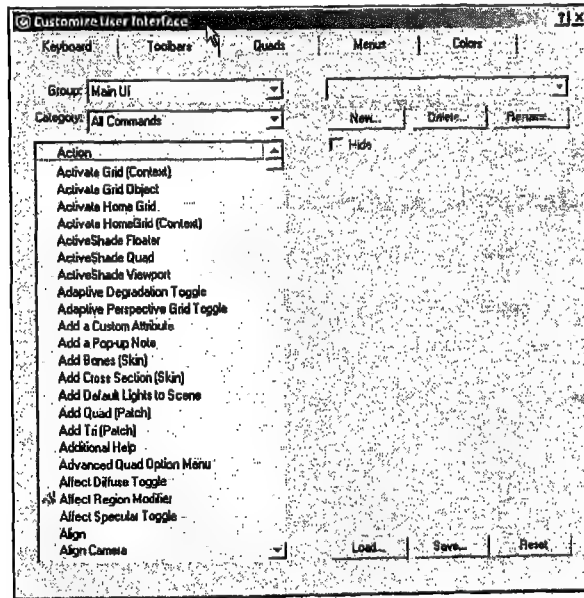 Customize User Interface
Keyboard Toolbars Quads Menus Colors
Group: Main UI
Category: All Commands
New... Delete... Rename...
Hide
Action
Activate Grid (Context)
Activate Grid Object
Activate Home Grid
Activate HomeGrid (Context)
ActiveShade Floater
ActiveShade Quad
ActiveShade Viewport
Adaptive Degradation Toggle
Adaptive Perspective Grid Toggle
Add a Custom Attribute
Add a Pop-up Note
Add Bones (Skin)
Add Cross Section (Skin)
Add Default Lights to Scene
Add Quad (Patch)
Add Tri (Patch)
Additional Help
Advanced Quad Option Menu
Affect Diffuse Toggle
Affect Region Modifier
Affect Specular Toggle
Align
Align Camera
Load... Save... Reset